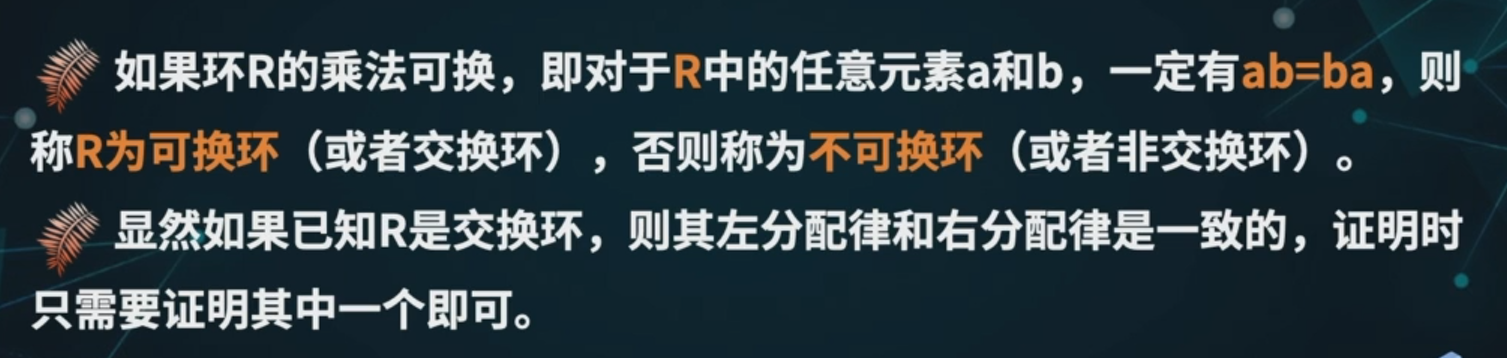 如果环R的乘法可换，即对于R中的任意元素a和b，一定有ab=ba，则
称R为可换环（或者交换环），否则称为不可换环（或者非交换环）。
显然如果已知R是交换环，则其左分配律和右分配律是一致的，证明时
只需要证明其中一个即可。